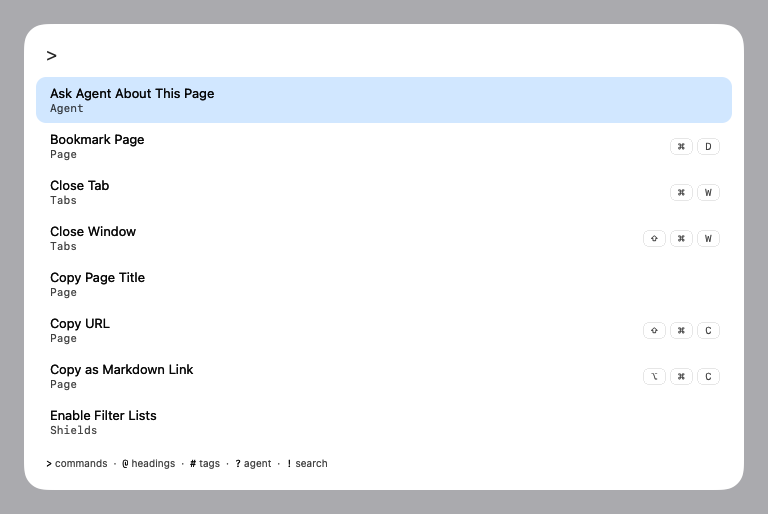 >
Ask Agent About This Page
Agent
Bookmark Page
Page
⌘ D
Close Tab
Tabs
⌘ W
Close Window
Tabs
⇧ ⌘ W
Copy Page Title
Page
Copy URL
Page
⇧ ⌘ C
Copy as Markdown Link
Page
⌥ ⌘ C
Enable Filter Lists
Shields
> commands · @ headings · # tags · ? agent · ! search